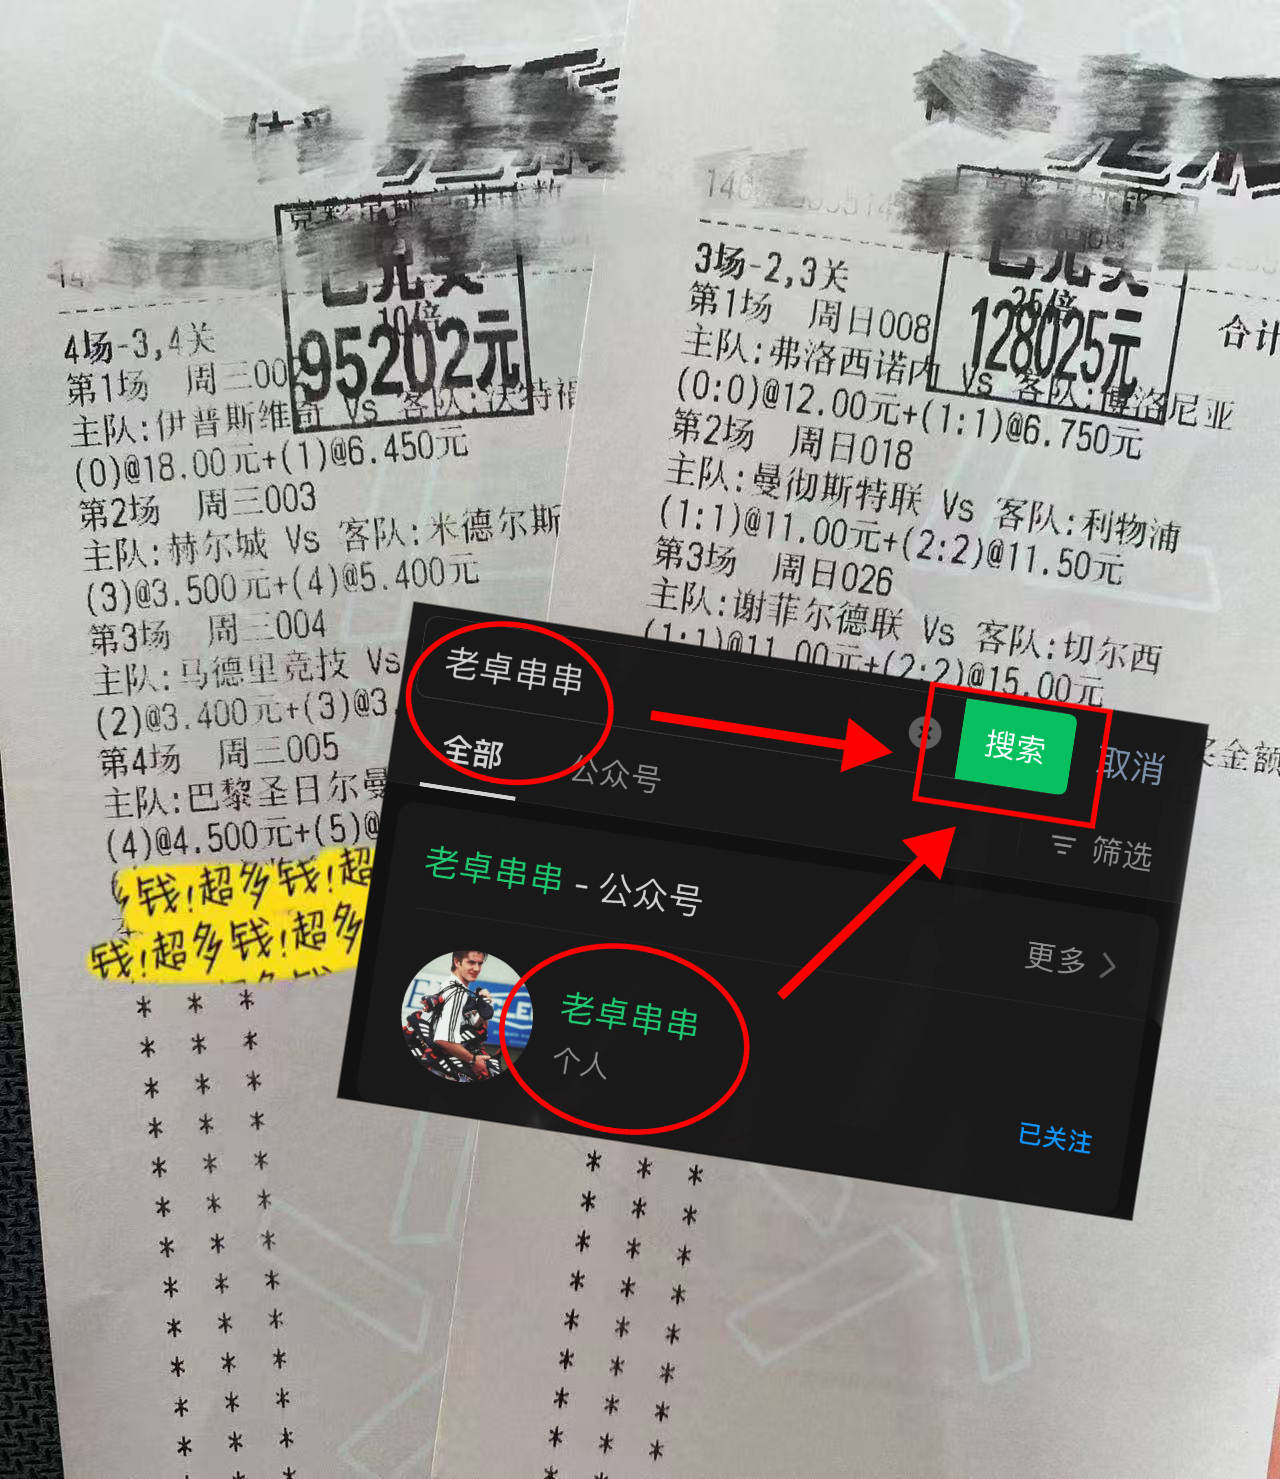 已兑奖
95202元
10倍
4场-3,4关
第1场 周三00
主队:伊普斯维奇 Vs 客队:沃特福
(0)@18.00元+(1)@6.450元
第2场 周三003
主队:赫尔城 Vs 客队:米德尔斯
(3)@3.500元+(4)@5.400元
第3场 周三004
主队:马德里竞技 Vs
(2)@3.400元+(3)@3.
第4场 周三005
主队:巴黎圣日尔曼
(4)@4.500元+(5)@
多钱!超多钱!超
钱!超多钱!超多
已兑奖
128025元
合计
3场-2,3关
第1场 周日008
主队:弗洛西诺内 Vs 客队:博洛尼亚
(0:0)@12.00元+(1:1)@6.750元
第2场 周日018
主队:曼彻斯特联 Vs 客队:利物浦
(1:1)@11.00元+(2:2)@11.50元
第3场 周日026
主队:谢菲尔德联 Vs 客队:切尔西
(1:1)@11.00元+(2:2)@15.00元
奖金额
老卓串串
搜索
取消
全部
公众号
筛选
老卓串串 - 公众号
更多
老卓串串
个人
已关注